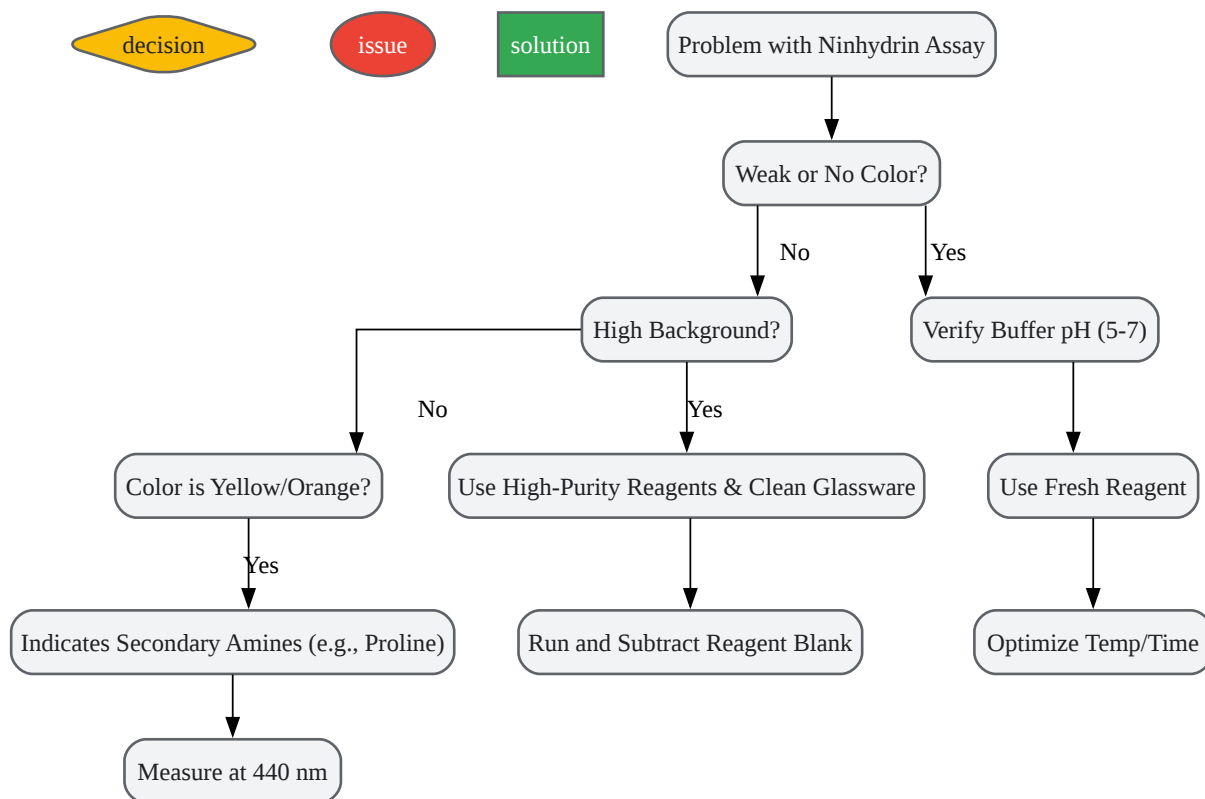 decision
issue
solution
Problem with Ninhydrin Assay
Weak or No Color?
No
Yes
High Background?
Verify Buffer pH (5-7)
No
Yes
Color is Yellow/Orange?
Use High-Purity Reagents & Clean Glassware
Use Fresh Reagent
Yes
Indicates Secondary Amines (e.g., Proline)
Run and Subtract Reagent Blank
Optimize Temp/Time
Measure at 440 nm